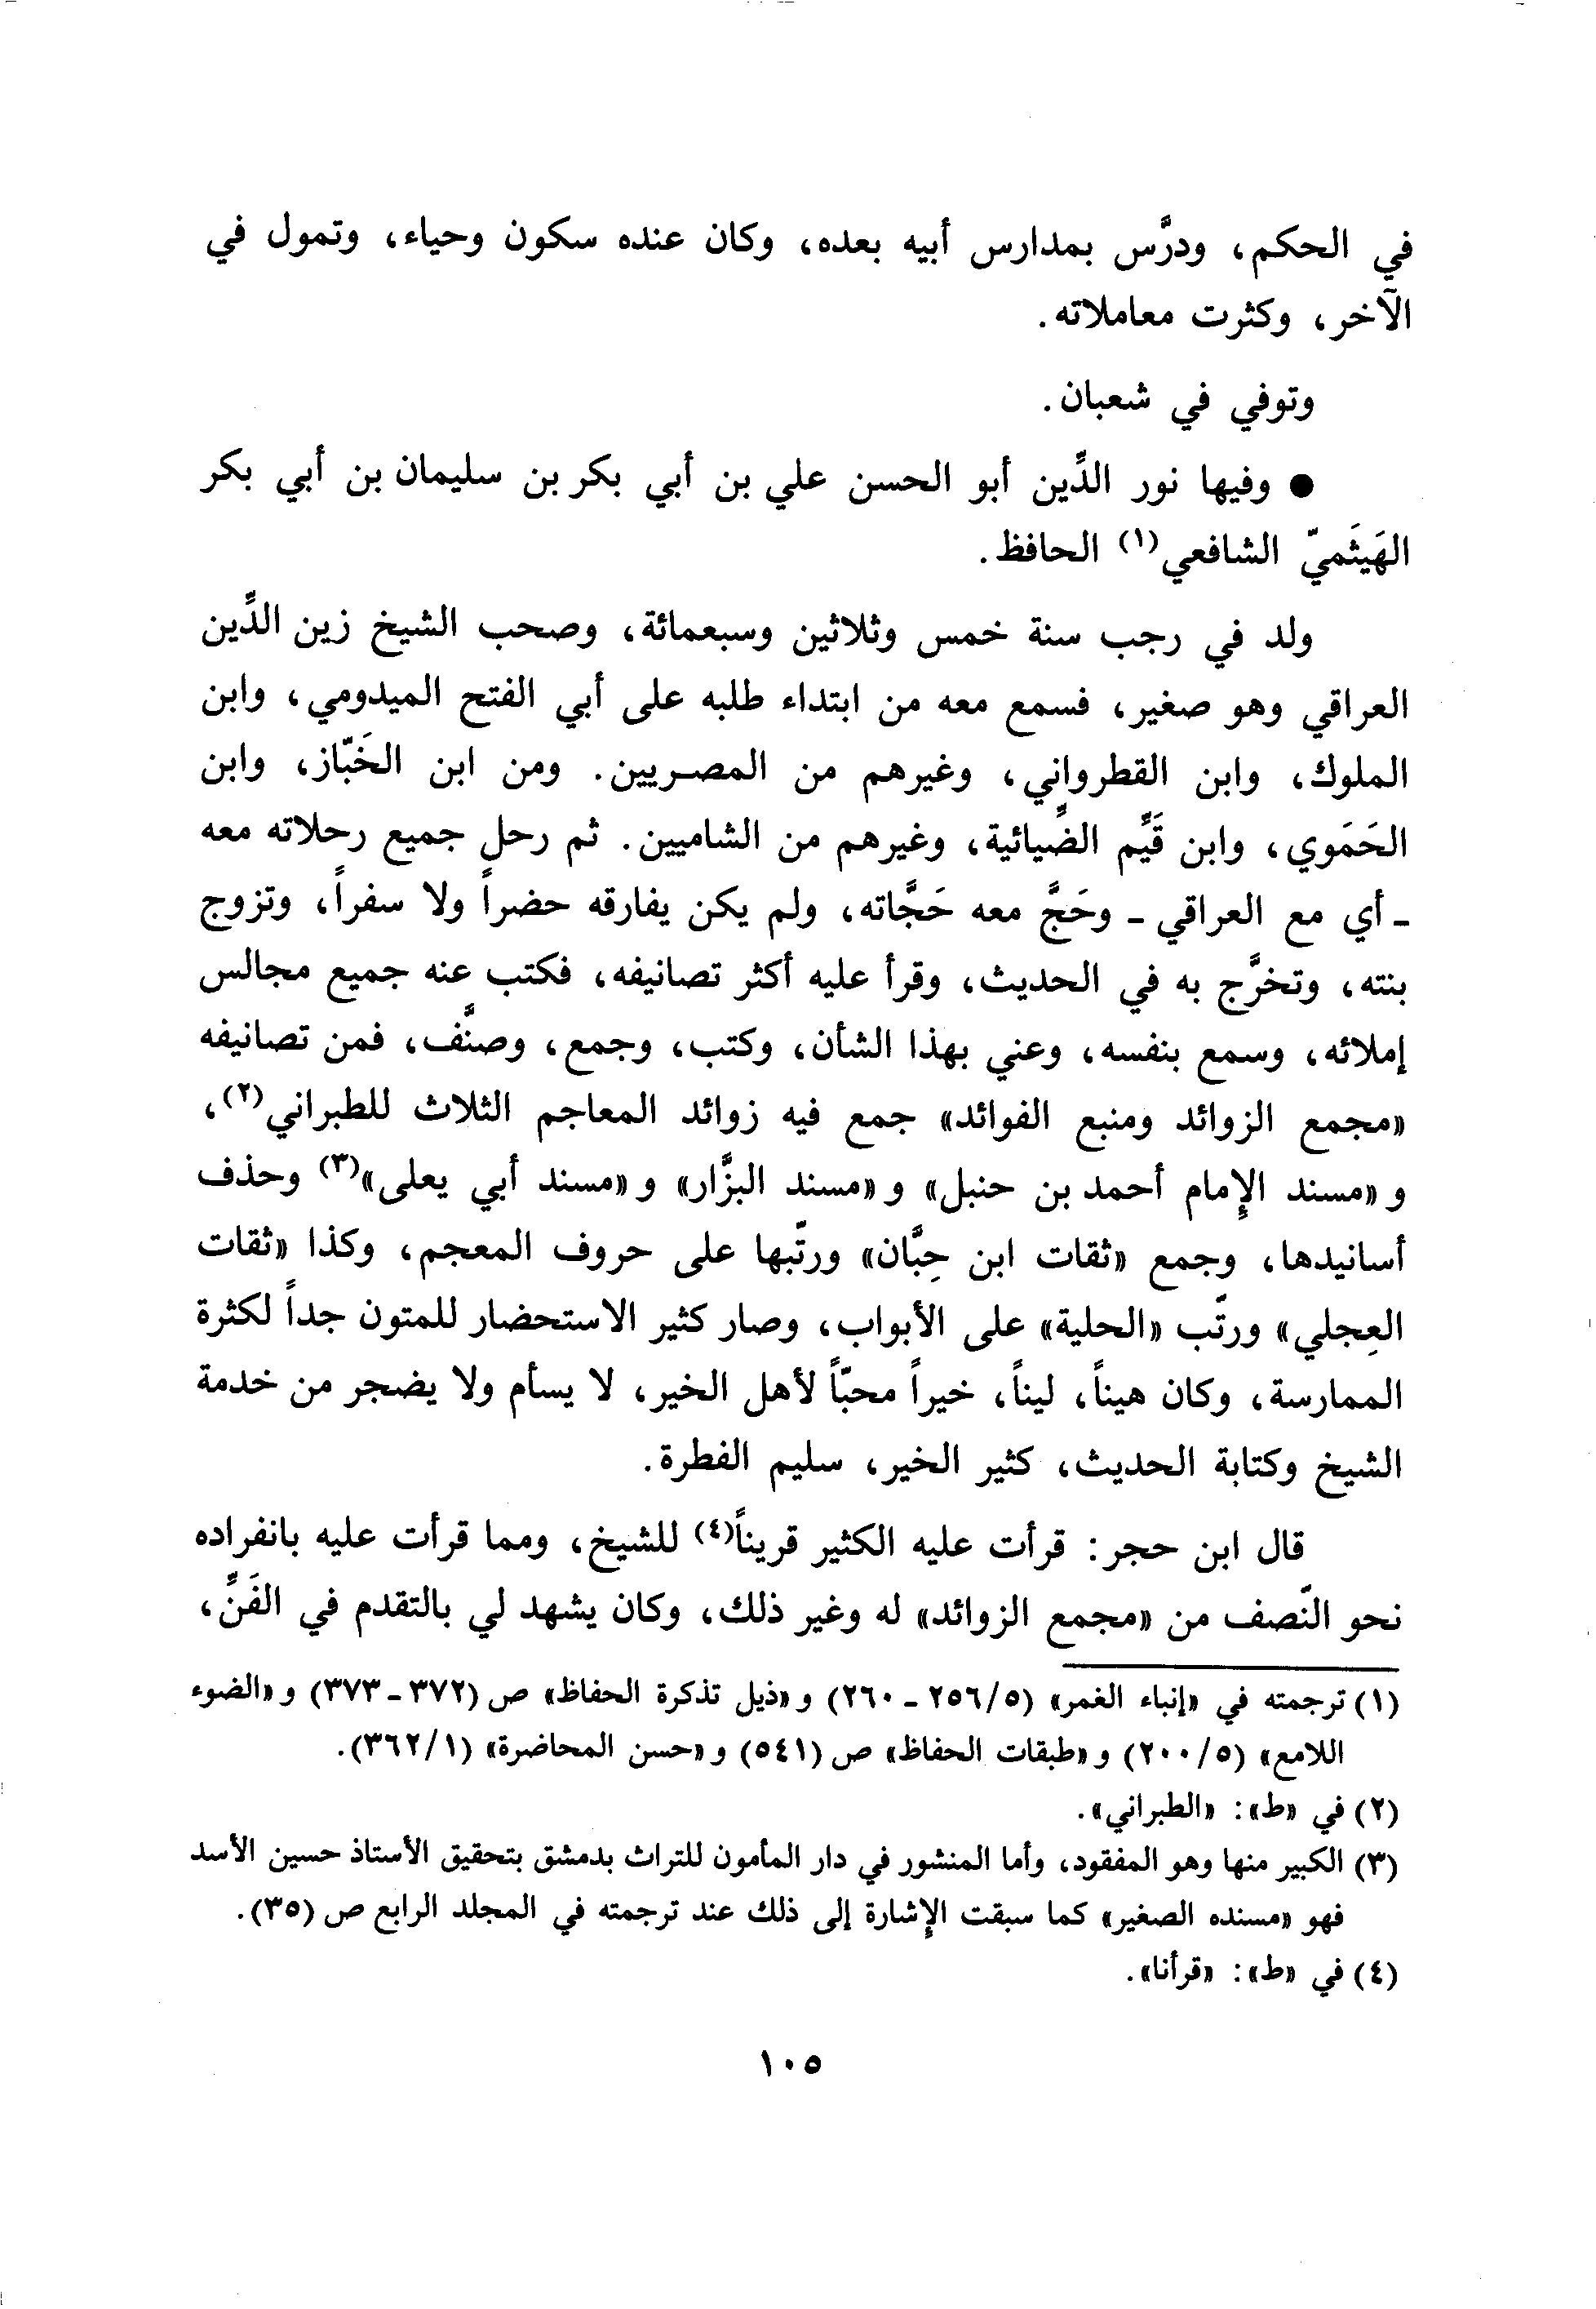 في الحكم، ودرَّس بمدارس أبيه بعده، وكان عنده سكون وحياء، وتمول في
الآخر، وكثرت معاملاته.
وتوفي في شعبان.
● وفيها نور الدِّين أبو الحسن علي بن أبي بكر بن سليمان بن أبي بكر
الهَيثَميّ الشافعي(١) الحافظ.
ولد في رجب سنة خمس وثلاثين وسبعمائة، وصحب الشيخ زين الدِّين
العراقي وهو صغير، فسمع معه من ابتداء طلبه على أبي الفتح الميدومي، وابن
الملوك، وابن القطرواني، وغيرهم من المصريين. ومن ابن الخَبّاز، وابن
الحَمَوي، وابن قَيِّم الضِّيائية، وغيرهم من الشاميين. ثم رحل جميع رحلاته معه
ـ أي مع العراقي ـ وحَجَّ معه حَجَّاته، ولم يكن يفارقه حضراً ولا سفراً، وتزوج
بنته، وتخرَّج به في الحديث، وقرأ عليه أكثر تصانيفه، فكتب عنه جميع مجالس
إملائه، وسمع بنفسه، وعني بهذا الشأن، وكتب، وجمع، وصنَّف، فمن تصانيفه
«مجمع الزوائد ومنبع الفوائد» جمع فيه زوائد المعاجم الثلاث للطبراني(٢)،
و «مسند الإمام أحمد بن حنبل» و «مسند البزَّار» و «مسند أبي يعلى»(٣) وحذف
أسانيدها، وجمع «ثقات ابن حِبَّان» ورتّبها على حروف المعجم، وكذا «ثقات
العِجلي» ورتّب «الحلية» على الأبواب، وصار كثير الاستحضار للمتون جداً لكثرة
الممارسة، وكان هيناً، ليناً، خيراً محبّاً لأهل الخير، لا يسأم ولا يضجر من خدمة
الشيخ وكتابة الحديث، كثير الخير، سليم الفطرة.
قال ابن حجر: قرأت عليه الكثير قريناً(٤) للشيخ، ومما قرأت عليه بانفراده
نحو النّصف من «مجمع الزوائد» له وغير ذلك، وكان يشهد لي بالتقدم في الفَنِّ،
(١) ترجمته في «إنباء الغمر» (٢٥٦/٥ ـ ٢٦٠) و «ذيل تذكرة الحفاظ» ص (٣٧٢ ـ ٣٧٣) و «الضوء
اللامع» (٢٠٠/٥) و «طبقات الحفاظ» ص (٥٤١) و «حسن المحاضرة» (٣٦٢/١).
(٢) في «ط»: «الطبراني».
(٣) الكبير منها وهو المفقود، وأما المنشور في دار المأمون للتراث بدمشق بتحقيق الأستاذ حسين الأسد
فهو «مسنده الصغير» كما سبقت الإشارة إلى ذلك عند ترجمته في المجلد الرابع ص (٣٥).
(٤) في «ط»: «قرأنا».
١٠٥